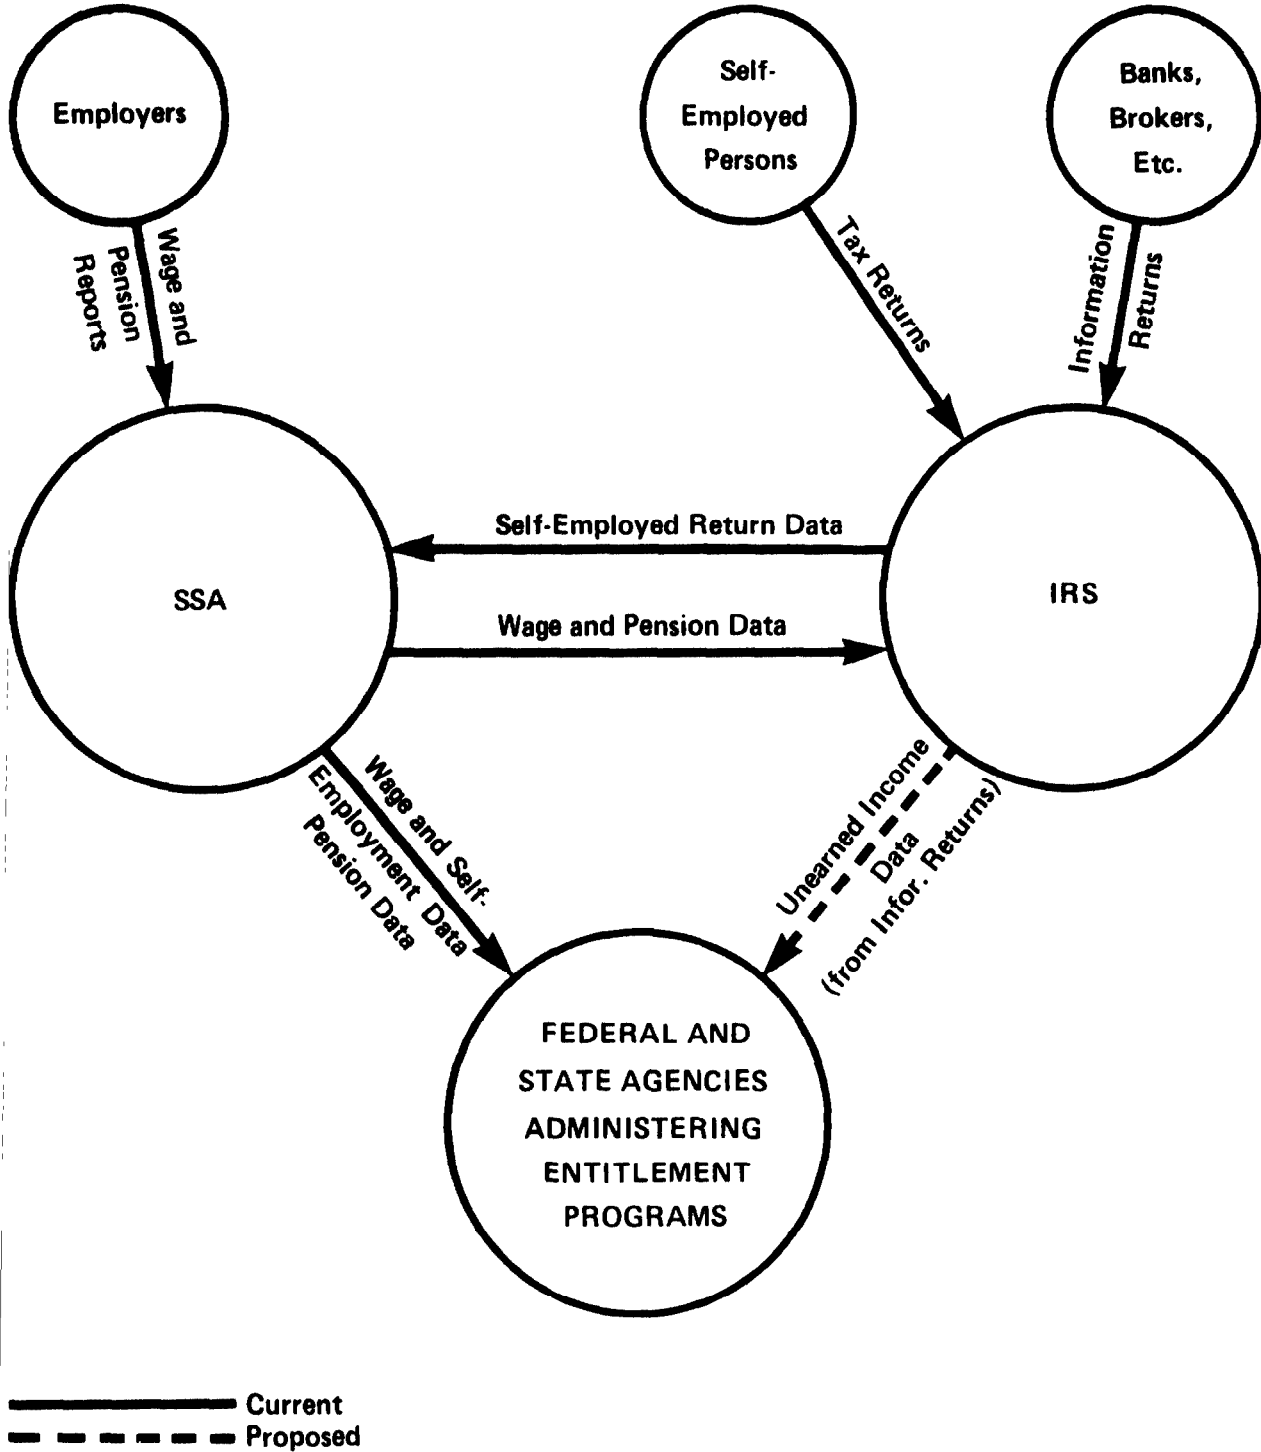 Employers
Self-
Employed
Persons
Banks,
Brokers,
Etc.
Wage and
Pension
Reports
Tax Returns
Information
Returns
Self-Employed Return Data
SSA
IRS
Wage and Pension Data
Wage and Self-
Employment Data
Pension Data
Unearned Income
Data
(from Infor. Returns)
FEDERAL AND
STATE AGENCIES
ADMINISTERING
ENTITLEMENT
PROGRAMS
Current
Proposed